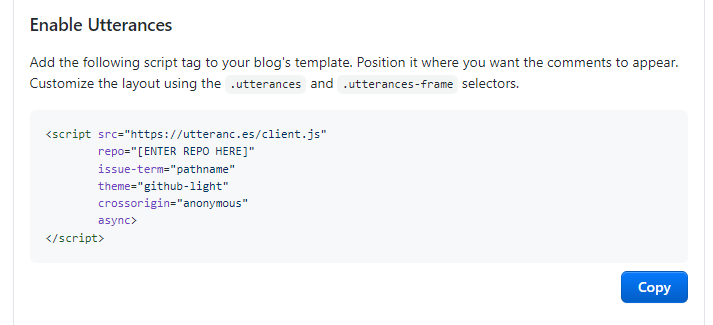 Enable Utterances
Add the following script tag to your blog's template. Position it where you want the comments to appear.
Customize the layout using the .utterances and .utterances-frame selectors.
<script src="https://utteranc.es/client.js"
        repo="[ENTER REPO HERE]"
        issue-term="pathname"
        theme="github-light"
        crossorigin="anonymous"
        async>
</script>
Copy